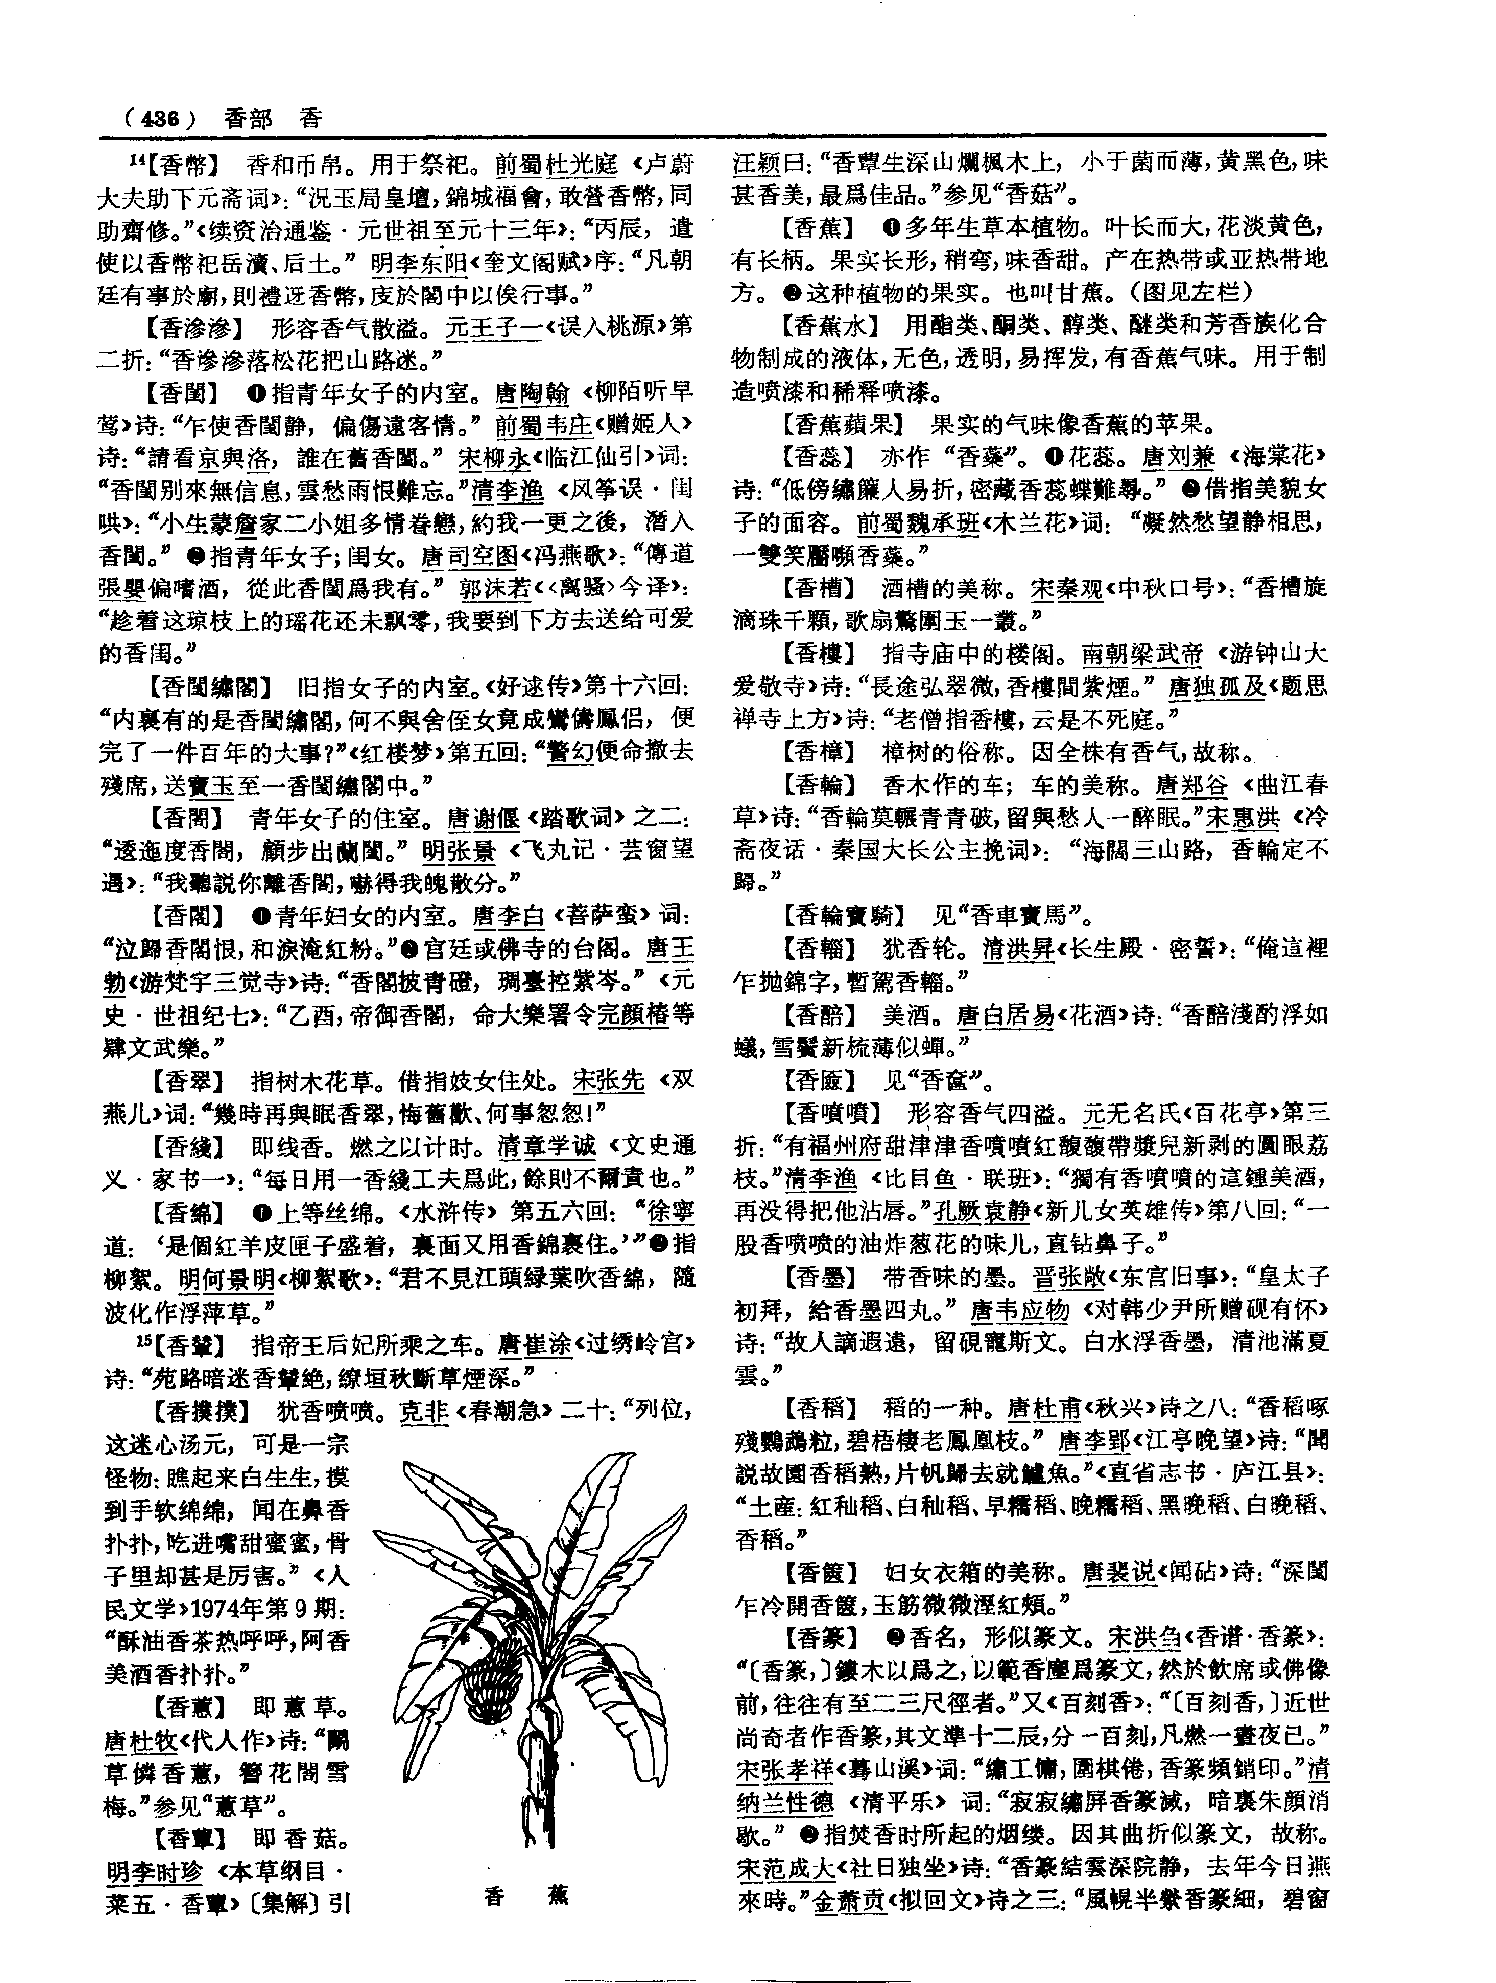 (436) 香部 香
¹⁴【香幣】 香和币帛。用于祭祀。前蜀杜光庭《卢蔚
大夫助下元斋词》：“況玉局皇壇，錦城福會，敢營香幣，同
助齋修。”《续资治通鉴·元世祖至元十三年》：“丙辰，遣
使以香幣祀岳瀆、后土。”明李东阳《奎文阁赋》序：“凡朝
廷有事於廟，則禮迓香幣，庋於閣中以俟行事。”
【香滲滲】 形容香气散溢。元王子一《误入桃源》第
二折：“香滲滲落松花把山路迷。”
【香閨】 ❶指青年女子的内室。唐陶翰《柳陌听早
莺》诗：“乍使香閨静，偏傷遠客情。”前蜀韦庄《赠姬人》
诗：“請看京與洛，誰在舊香閨。”宋柳永《临江仙引》词：
“香閨别來無信息，雲愁雨恨難忘。”清李渔《风筝误·闺
哄》：“小生蒙詹家二小姐多情眷戀，約我一更之後，潛入
香閨。”❷指青年女子；闺女。唐司空图《冯燕歌》：“傳道
張嬰偏嗜酒，從此香閨爲我有。”郭沫若《〈离骚〉今译》：
“趁着这琼枝上的瑶花还未飘零，我要到下方去送给可爱
的香闺。”
【香閨繡閣】 旧指女子的内室。《好逑传》第十六回：
“内裏有的是香閨繡閣，何不與舍侄女竟成鸞儔鳳侣，便
完了一件百年的大事？”《红楼梦》第五回：“警幻便命撤去
殘席，送寶玉至一香閨繡閣中。”
【香閤】 青年女子的住室。唐谢偃《踏歌词》之二：
“逶迤度香閤，顧步出蘭閨。”明张景《飞丸记·芸窗望
遇》：“我聽説你離香閤，嚇得我魄散分。”
【香閣】 ❶青年妇女的内室。唐李白《菩萨蛮》词：
“泣歸香閣恨，和淚淹紅粉。”❷宫廷或佛寺的台阁。唐王
勃《游梵宇三觉寺》诗：“香閣披青磴，琱臺控紫岑。”《元
史·世祖纪七》：“乙酉，帝御香閣，命大樂署令完顔椿等
肄文武樂。”
【香翠】 指树木花草。借指妓女住处。宋张先《双
燕儿》词：“幾時再與眠香翠，悔舊歡、何事怱怱！”
【香綫】 即线香。燃之以计时。清章学诚《文史通
义·家书一》：“每日用一香綫工夫爲此，餘則不爾責也。”
【香綿】 ❶上等丝绵。《水浒传》第五六回：“徐寧
道：‘是個紅羊皮匣子盛着，裏面又用香綿裹住。’”❷指
柳絮。明何景明《柳絮歌》：“君不見江頭緑葉吹香綿，隨
波化作浮萍草。”
¹⁵【香輦】 指帝王后妃所乘之车。唐崔涂《过绣岭宫》
诗：“苑路暗迷香輦絶，繚垣秋斷草煙深。”
【香撲撲】 犹香喷喷。克非《春潮急》二十：“列位，
这迷心汤元，可是一宗
怪物：瞧起来白生生，摸
到手软绵绵，闻在鼻香
扑扑，吃进嘴甜蜜蜜，骨
子里却甚是厉害。”《人
民文学》1974年第9期：
“酥油香茶热呼呼，阿香
美酒香扑扑。”
【香蕙】 即蕙草。
唐杜牧《代人作》诗：“鬭
草憐香蕙，簪花間雪
梅。”参见“蕙草”。
【香蕈】 即香菇。
明李时珍《本草纲目·
菜五·香蕈》〔集解〕引
香 蕉
汪颖曰：“香蕈生深山爛楓木上，小于菌而薄，黄黑色，味
甚香美，最爲佳品。”参见“香菇”。
【香蕉】 ❶多年生草本植物。叶长而大，花淡黄色，
有长柄。果实长形，稍弯，味香甜。产在热带或亚热带地
方。❷这种植物的果实。也叫甘蕉。（图见左栏）
【香蕉水】 用酯类、酮类、醇类、醚类和芳香族化合
物制成的液体，无色，透明，易挥发，有香蕉气味。用于制
造喷漆和稀释喷漆。
【香蕉蘋果】 果实的气味像香蕉的苹果。
【香蕊】 亦作“香蘂”。❶花蕊。唐刘兼《海棠花》
诗：“低傍繡簾人易折，密藏香蕊蝶難尋。”❷借指美貌女
子的面容。前蜀魏承班《木兰花》词：“凝然愁望静相思，
一雙笑靨嚬香蘂。”
【香槽】 酒槽的美称。宋秦观《中秋口号》：“香槽旋
滴珠千顆，歌扇驚圍玉一叢。”
【香樓】 指寺庙中的楼阁。南朝梁武帝《游钟山大
爱敬寺》诗：“長途弘翠微，香樓間紫煙。”唐独孤及《题思
禅寺上方》诗：“老僧指香樓，云是不死庭。”
【香樟】 樟树的俗称。因全株有香气，故称。
【香輪】 香木作的车；车的美称。唐郑谷《曲江春
草》诗：“香輪莫輾青青破，留與愁人一醉眠。”宋惠洪《冷
斋夜话·秦国大长公主挽词》：“海闊三山路，香輪定不
歸。”
【香輪寶騎】 见“香車寶馬”。
【香輜】 犹香轮。清洪昇《长生殿·密誓》：“俺這裡
乍抛錦字，暫駕香輜。”
【香醅】 美酒。唐白居易《花酒》诗：“香醅淺酌浮如
蟻，雪鬢新梳薄似蟬。”
【香匳】 见“香奩”。
【香噴噴】 形容香气四溢。元无名氏《百花亭》第三
折：“有福州府甜津津香噴噴紅馥馥帶漿兒新剥的圓眼荔
枝。”清李渔《比目鱼·联班》：“獨有香噴噴的這鍾美酒，
再没得把他沾唇。”孔厥袁静《新儿女英雄传》第八回：“一
股香喷喷的油炸葱花的味儿，直钻鼻子。”
【香墨】 带香味的墨。晋张敞《东宫旧事》：“皇太子
初拜，給香墨四丸。”唐韦应物《对韩少尹所赠砚有怀》
诗：“故人謫遐遠，留硯寵斯文。白水浮香墨，清池滿夏
雲。”
【香稻】 稻的一种。唐杜甫《秋兴》诗之八：“香稻啄
殘鸚鵡粒，碧梧棲老鳳凰枝。”唐李郢《江亭晚望》诗：“聞
説故園香稻熟，片帆歸去就鱸魚。”《直省志书·庐江县》：
“土産：紅秈稻、白秈稻、早糯稻、晚糯稻、黑晚稻、白晚稻、
香稻。”
【香篋】 妇女衣箱的美称。唐裴说《闻砧》诗：“深閨
乍冷開香篋，玉筯微微溼紅頰。”
【香篆】 ❶香名，形似篆文。宋洪刍《香谱·香篆》：
“〔香篆，〕鏤木以爲之，以範香塵爲篆文，然於飲席或佛像
前，往往有至二三尺徑者。”又《百刻香》：“〔百刻香，〕近世
尚奇者作香篆，其文準十二辰，分一百刻，凡燃一晝夜已。”
宋张孝祥《蓦山溪》词：“繡工慵，圍棋倦，香篆頻銷印。”清
纳兰性德《清平乐》词：“寂寂繡屏香篆滅，暗裏朱顔消
歇。”❷指焚香时所起的烟缕。因其曲折似篆文，故称。
宋范成大《社日独坐》诗：“香篆結雲深院静，去年今日燕
來時。”金萧贡《拟回文》诗之三：“風幌半縈香篆細，碧窗